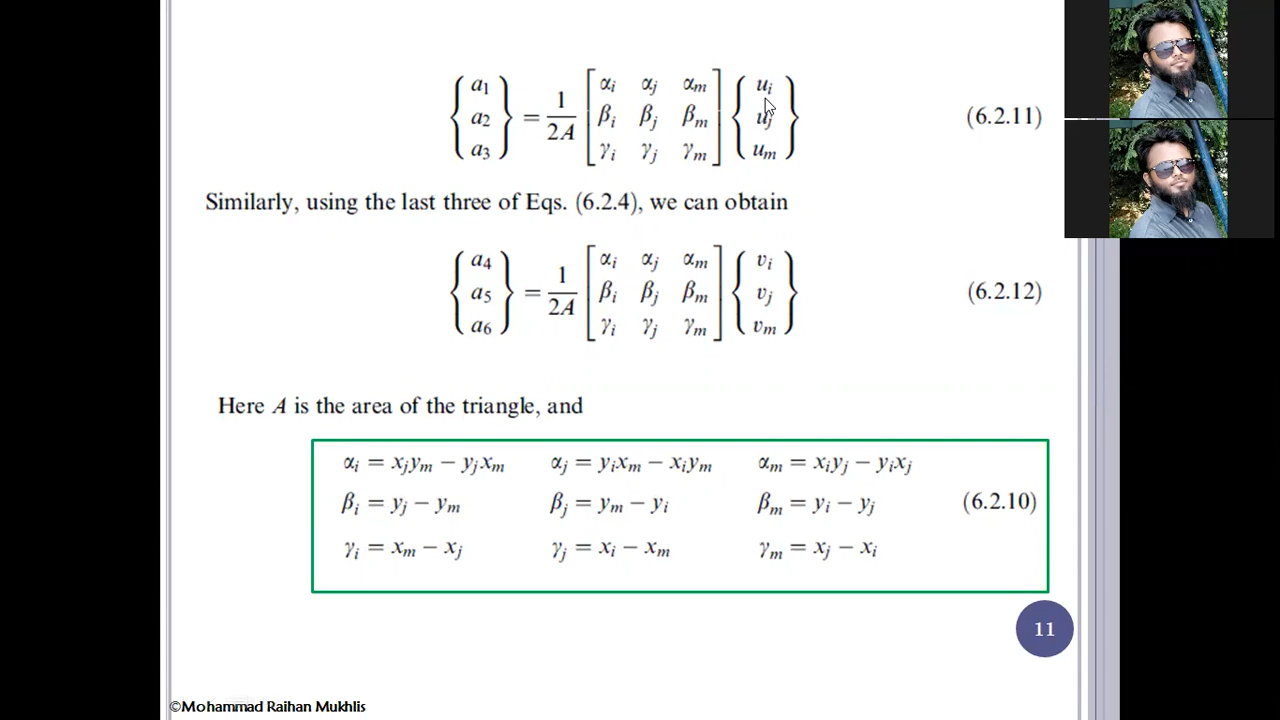 {a₁ a₂ a₃} = 1/2A [αᵢ αⱼ αₘ; βᵢ βⱼ βₘ; γᵢ γⱼ γₘ] {uᵢ uⱼ uₘ} (6.2.11)
Similarly, using the last three of Eqs. (6.2.4), we can obtain
{a₄ a₅ a₆} = 1/2A [αᵢ αⱼ αₘ; βᵢ βⱼ βₘ; γᵢ γⱼ γₘ] {vᵢ vⱼ vₘ} (6.2.12)
Here A is the area of the triangle, and
αᵢ = xⱼyₘ − yⱼxₘ αⱼ = yᵢxₘ − xᵢyₘ αₘ = xᵢyⱼ − yᵢxⱼ
βᵢ = yⱼ − yₘ βⱼ = yₘ − yᵢ βₘ = yᵢ − yⱼ (6.2.10)
γᵢ = xₘ − xⱼ γⱼ = xᵢ − xₘ γₘ = xⱼ − xᵢ
11
©Mohammad Raihan Mukhlis